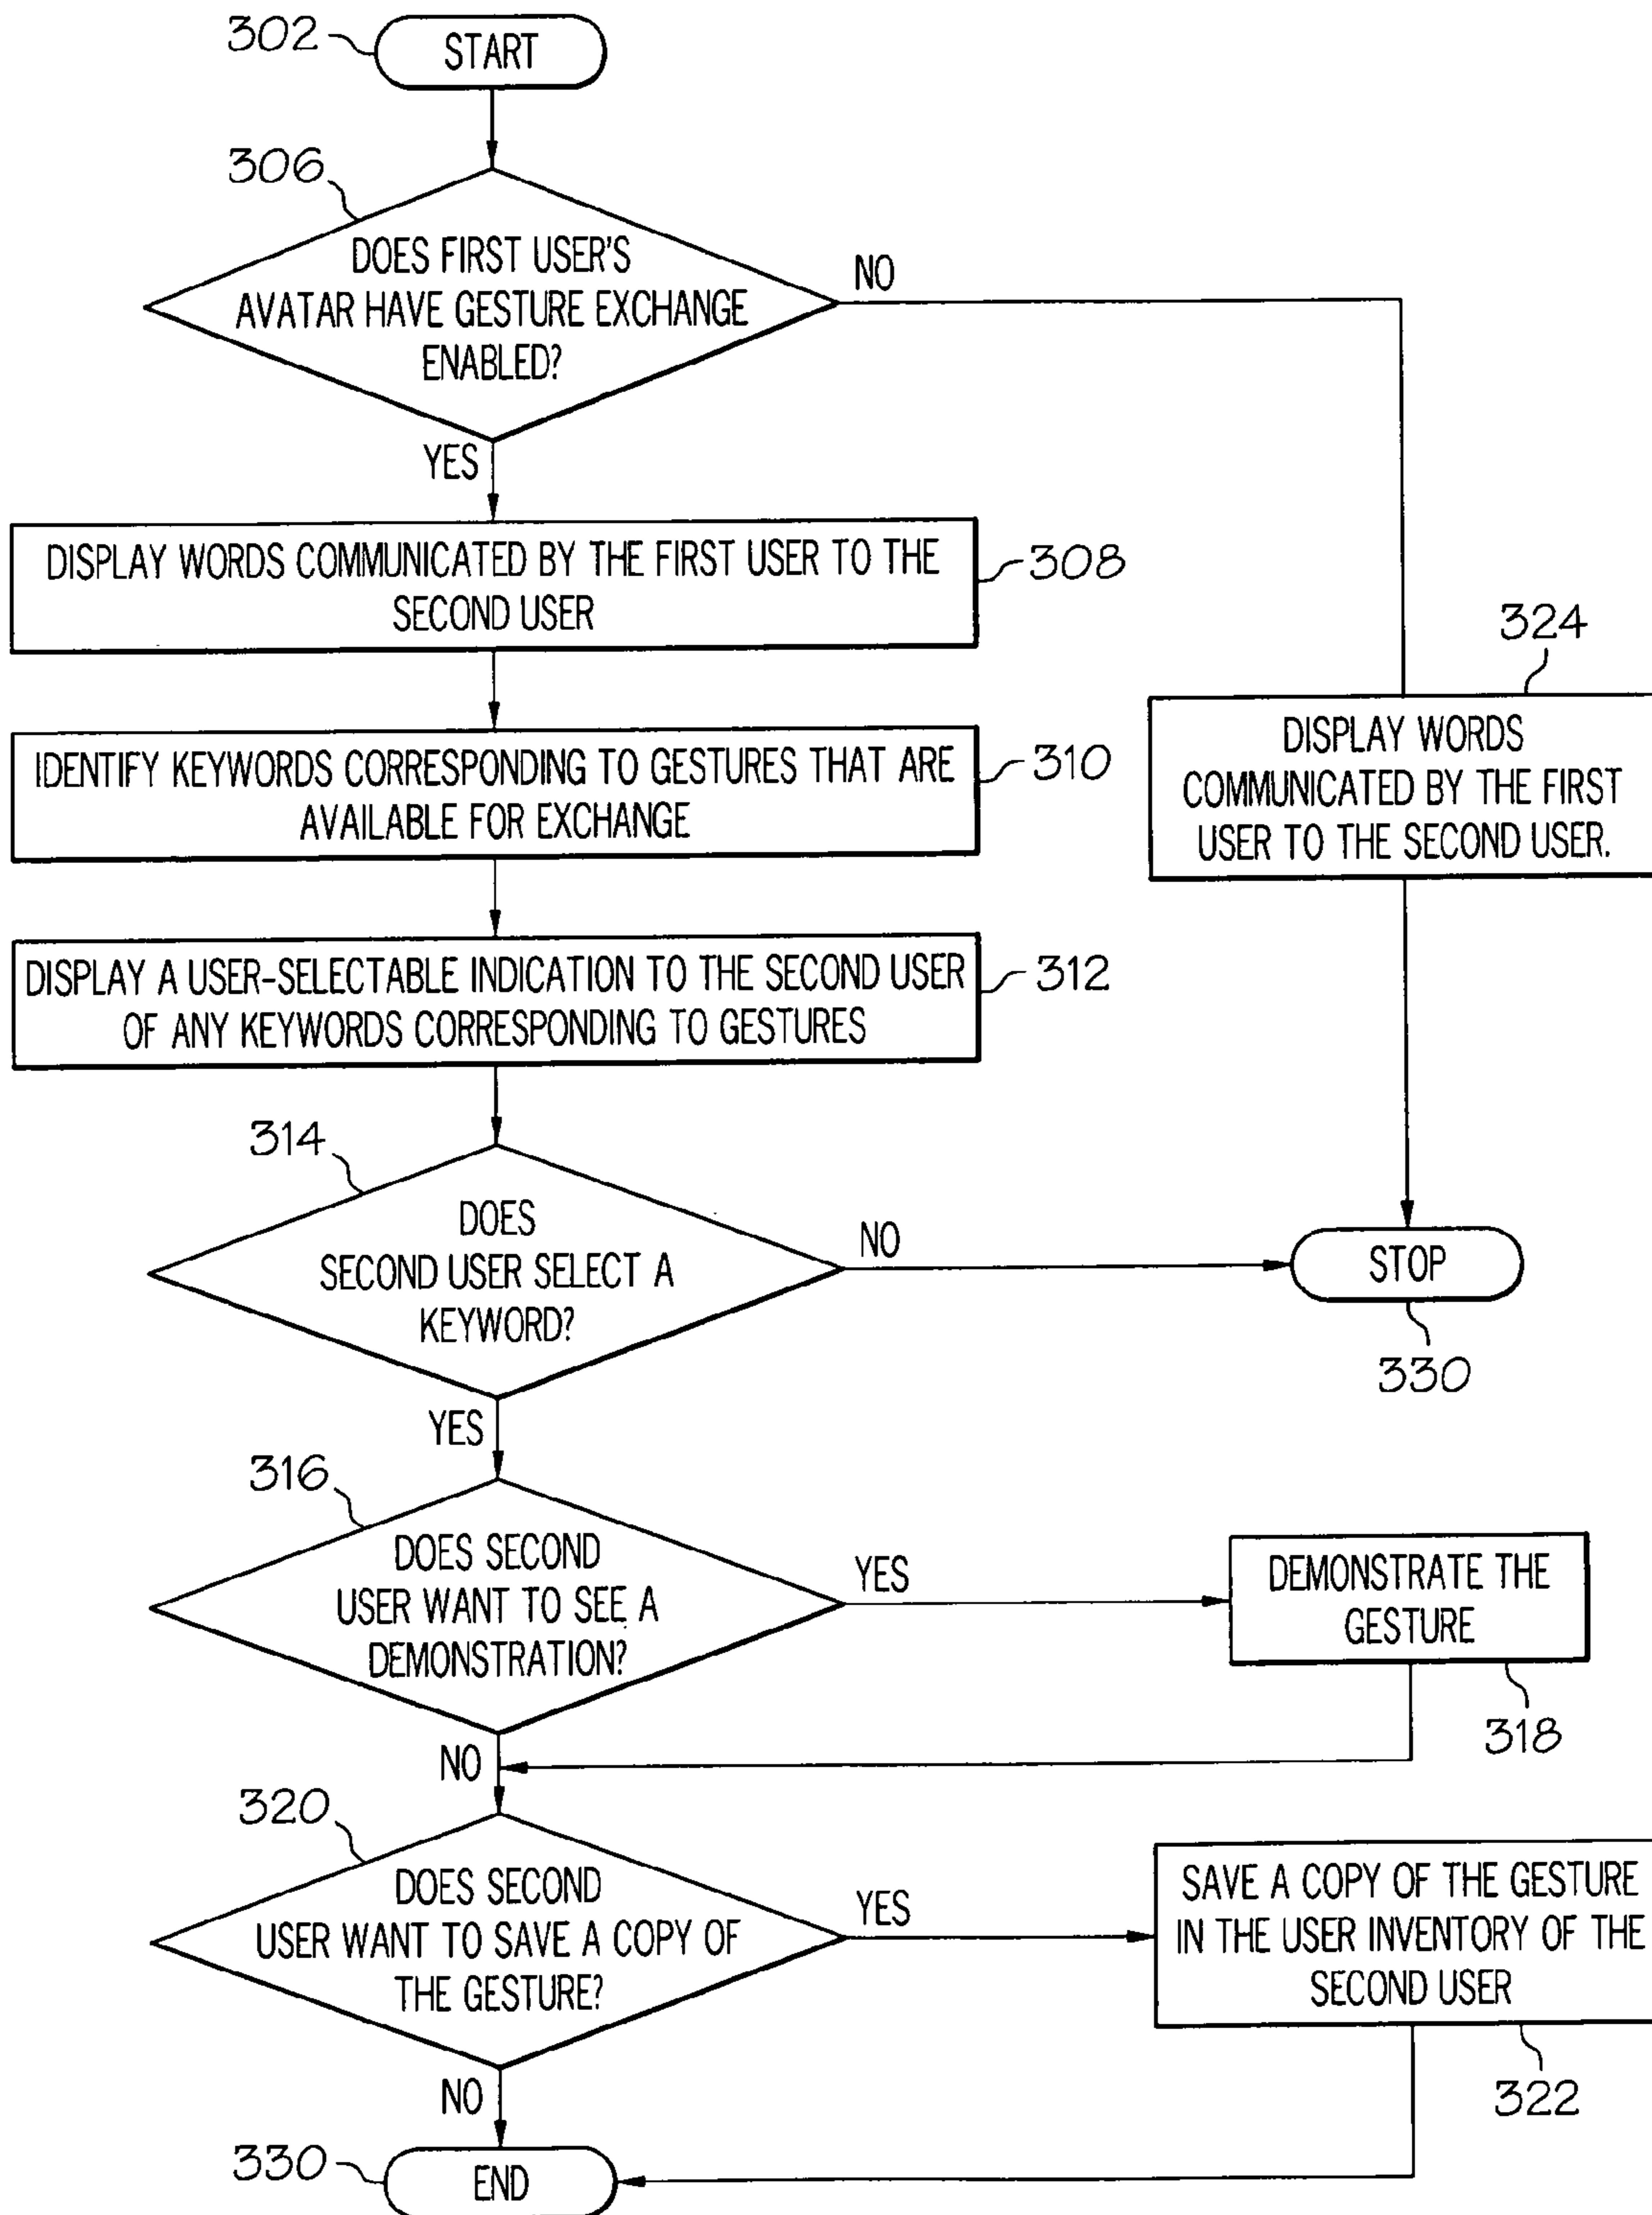 302
START
306
DOES FIRST USER'S
AVATAR HAVE GESTURE EXCHANGE
ENABLED?
NO
YES
DISPLAY WORDS COMMUNICATED BY THE FIRST USER TO THE
SECOND USER
308
324
DISPLAY WORDS
COMMUNICATED BY THE FIRST
USER TO THE SECOND USER.
IDENTIFY KEYWORDS CORRESPONDING TO GESTURES THAT ARE
AVAILABLE FOR EXCHANGE
310
DISPLAY A USER-SELECTABLE INDICATION TO THE SECOND USER
OF ANY KEYWORDS CORRESPONDING TO GESTURES
312
314
DOES
SECOND USER SELECT A
KEYWORD?
NO
STOP
330
YES
316
DOES SECOND
USER WANT TO SEE A
DEMONSTRATION?
YES
DEMONSTRATE THE
GESTURE
318
NO
320
DOES SECOND
USER WANT TO SAVE A COPY OF
THE GESTURE?
YES
SAVE A COPY OF THE GESTURE
IN THE USER INVENTORY OF THE
SECOND USER
322
NO
330
END